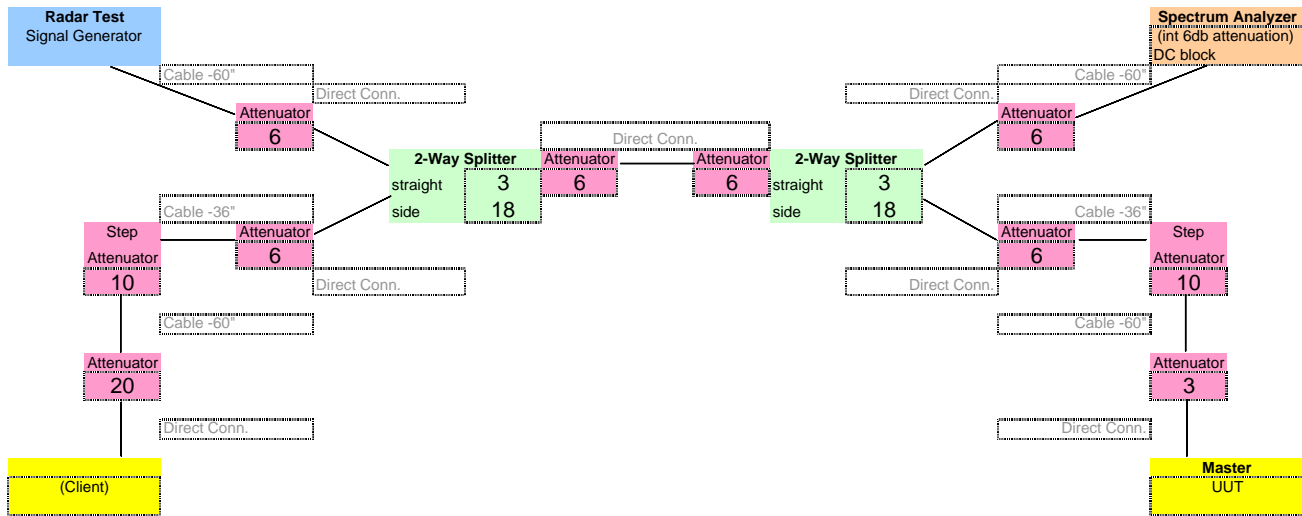 Radar Test
Signal Generator
Spectrum Analyzer
(int 6db attenuation)
DC block
Cable -60"
Cable -60"
Direct Conn.
Direct Conn.
Attenuator
6
Attenuator
6
Direct Conn.
2-Way Splitter
straight 3
side 18
Attenuator
6
Attenuator
6
2-Way Splitter
straight 3
side 18
Cable -36"
Cable -36"
Step
Attenuator
10
Attenuator
6
Attenuator
6
Step
Attenuator
10
Direct Conn.
Direct Conn.
Cable -60"
Cable -60"
Attenuator
20
Attenuator
3
Direct Conn.
Direct Conn.
(Client)
Master
UUT